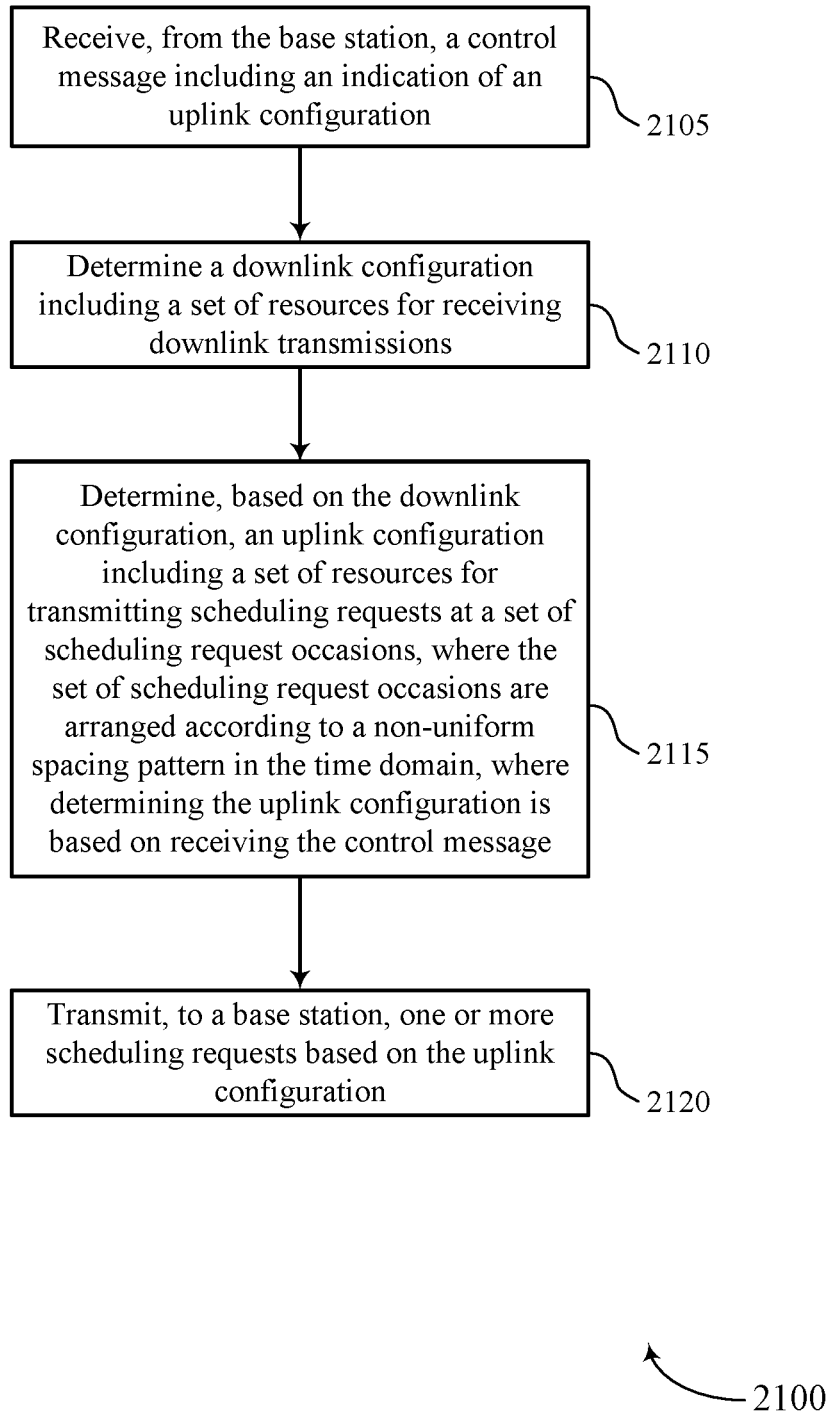 Receive, from the base station, a control
message including an indication of an
uplink configuration
2105
Determine a downlink configuration
including a set of resources for receiving
downlink transmissions
2110
Determine, based on the downlink
configuration, an uplink configuration
including a set of resources for
transmitting scheduling requests at a set of
scheduling request occasions, where the
set of scheduling request occasions are
arranged according to a non-uniform
spacing pattern in the time domain, where
determining the uplink configuration is
based on receiving the control message
2115
Transmit, to a base station, one or more
scheduling requests based on the uplink
configuration
2120
2100